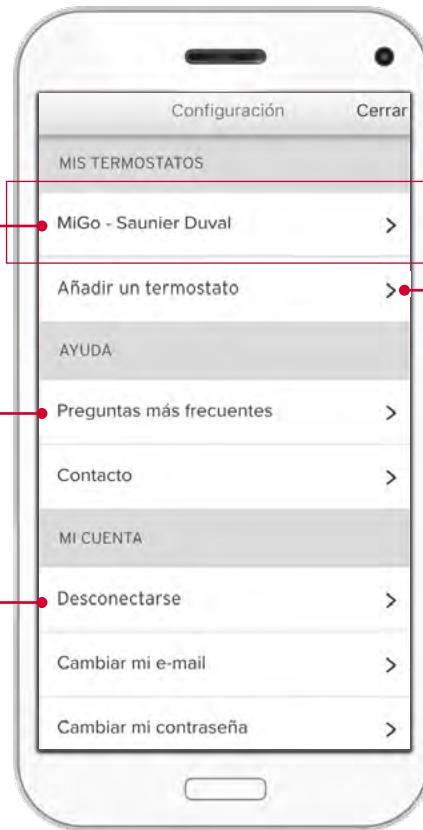 Configuración Cerrar
MIS TERMOSTATOS
MiGo - Saunier Duval
Añadir un termostato
AYUDA
Preguntas más frecuentes
Contacto
MI CUENTA
Desconectarse
Cambiar mi e-mail
Cambiar mi contraseña